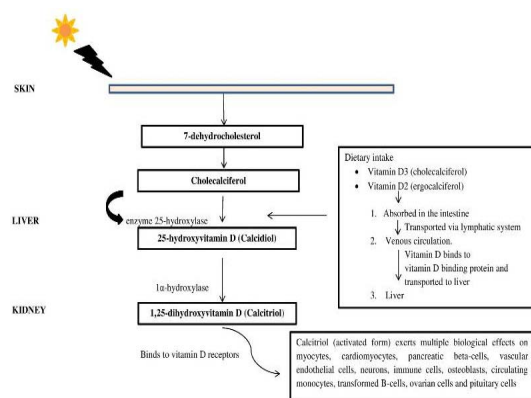 SKIN
7-dehydrocholesterol
Cholecalciferol
LIVER
enzyme 25-hydroxylase
25-hydroxyvitamin D (Calcidiol)
1α-hydroxylase
KIDNEY
1,25-dihydroxyvitamin D (Calcitriol)
Binds to vitamin D receptors
Dietary intake
• Vitamin D3 (cholecalciferol)
• Vitamin D2 (ergocalciferol)
1. Absorbed in the intestine
Transported via lymphatic system
2. Venous circulation.
Vitamin D binds to
vitamin D binding protein and
transported to liver
3. Liver
Calcitriol (activated form) exerts multiple biological effects on
myocytes, cardiomyocytes, pancreatic beta-cells, vascular
endothelial cells, neurons, immune cells, osteoblasts, circulating
monocytes, transformed B-cells, ovarian cells and pituitary cells